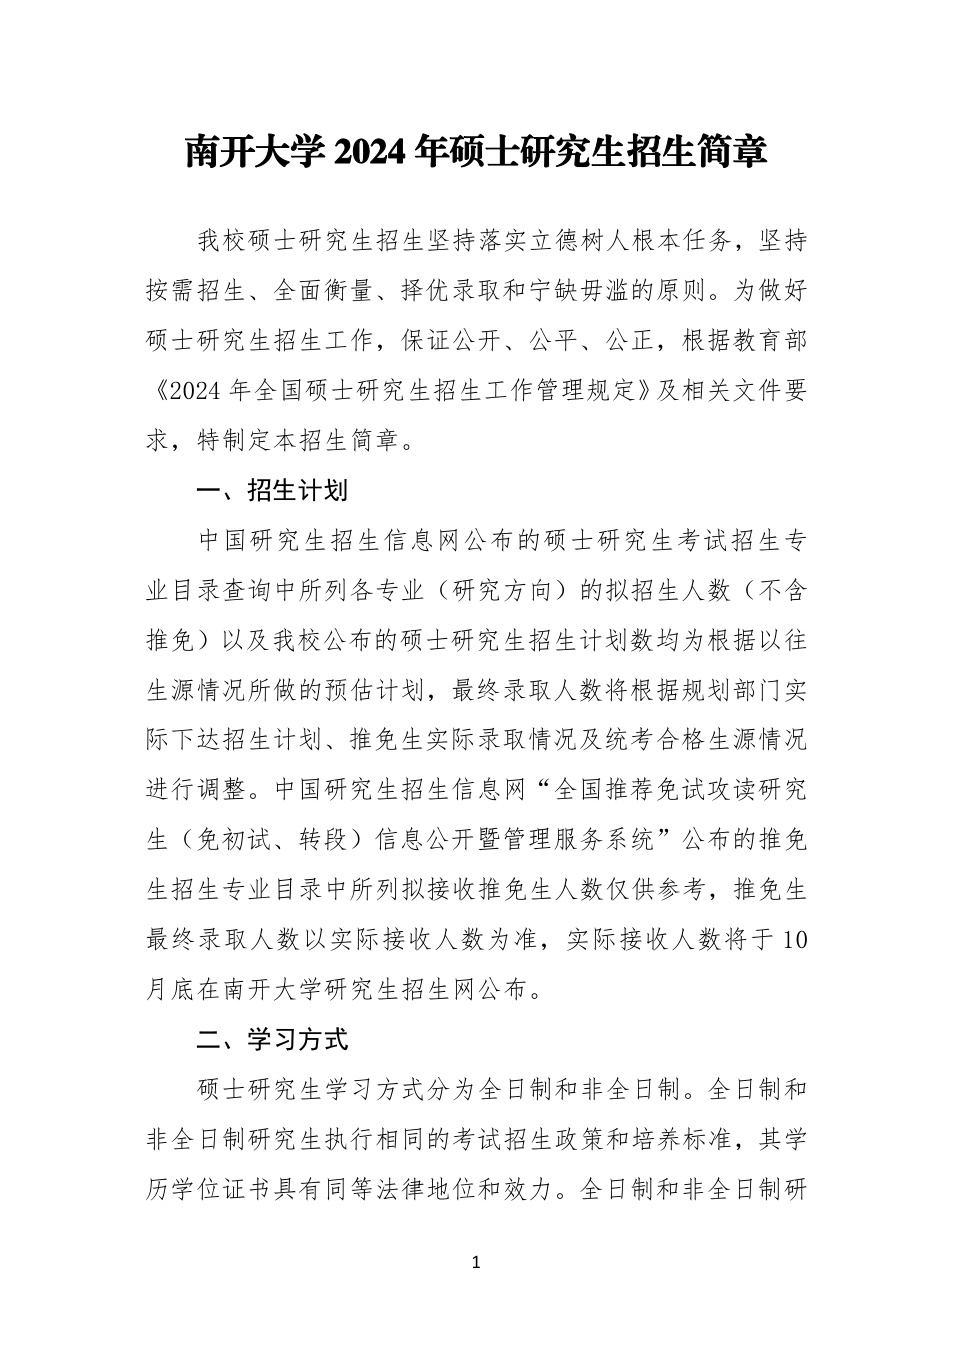 南开大学 2024 年硕士研究生招生简章
我校硕士研究生招生坚持落实立德树人根本任务，坚持
按需招生、全面衡量、择优录取和宁缺毋滥的原则。为做好
硕士研究生招生工作，保证公开、公平、公正，根据教育部
《2024 年全国硕士研究生招生工作管理规定》及相关文件要
求，特制定本招生简章。
一、招生计划
中国研究生招生信息网公布的硕士研究生考试招生专
业目录查询中所列各专业（研究方向）的拟招生人数（不含
推免）以及我校公布的硕士研究生招生计划数均为根据以往
生源情况所做的预估计划，最终录取人数将根据规划部门实
际下达招生计划、推免生实际录取情况及统考合格生源情况
进行调整。中国研究生招生信息网“全国推荐免试攻读研究
生（免初试、转段）信息公开暨管理服务系统”公布的推免
生招生专业目录中所列拟接收推免生人数仅供参考，推免生
最终录取人数以实际接收人数为准，实际接收人数将于 10
月底在南开大学研究生招生网公布。
二、学习方式
硕士研究生学习方式分为全日制和非全日制。全日制和
非全日制研究生执行相同的考试招生政策和培养标准，其学
历学位证书具有同等法律地位和效力。全日制和非全日制研
1